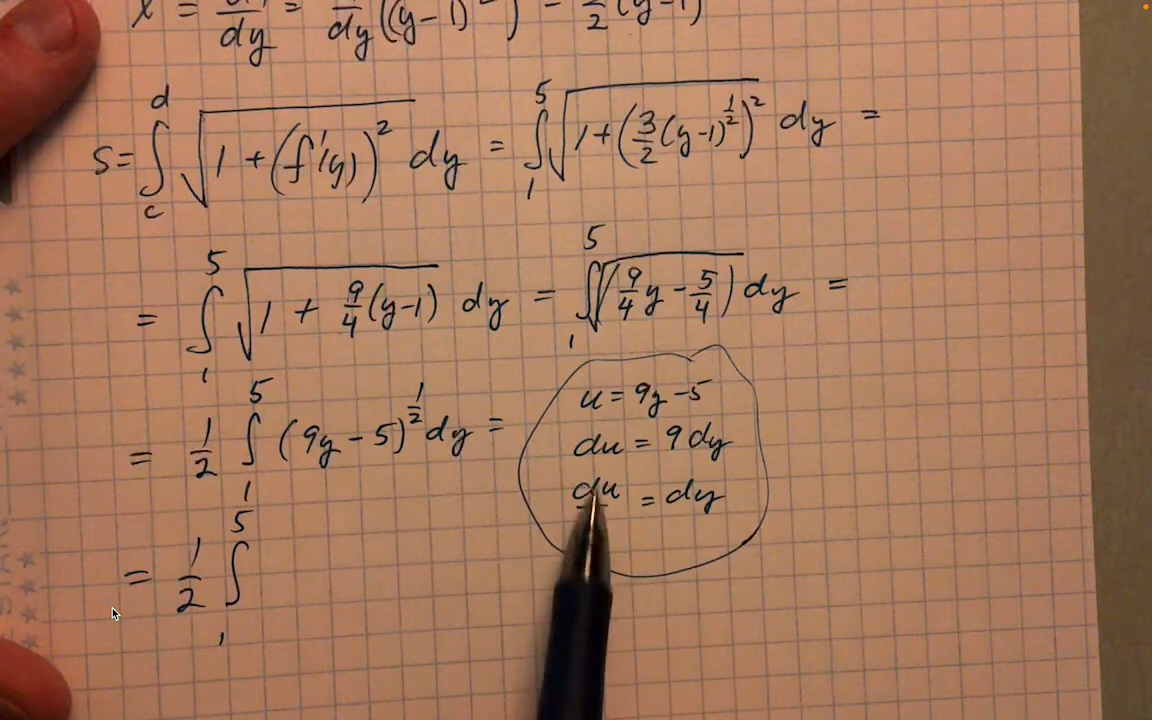 x' = d/dy = d/dy((y-1) ) = 3/2 (y-1)
S = ∫_c^d √(1 + (f'(y))²) dy = ∫_1^5 √(1 + (3/2 (y-1)^(1/2))²) dy =
= ∫_1^5 √(1 + 9/4 (y-1)) dy = ∫_1^5 √(9/4 y - 5/4) dy =
= 1/2 ∫_1^5 (9y - 5)^(1/2) dy =
u = 9y - 5
du = 9 dy
du = dy
= 1/2 ∫_1^5